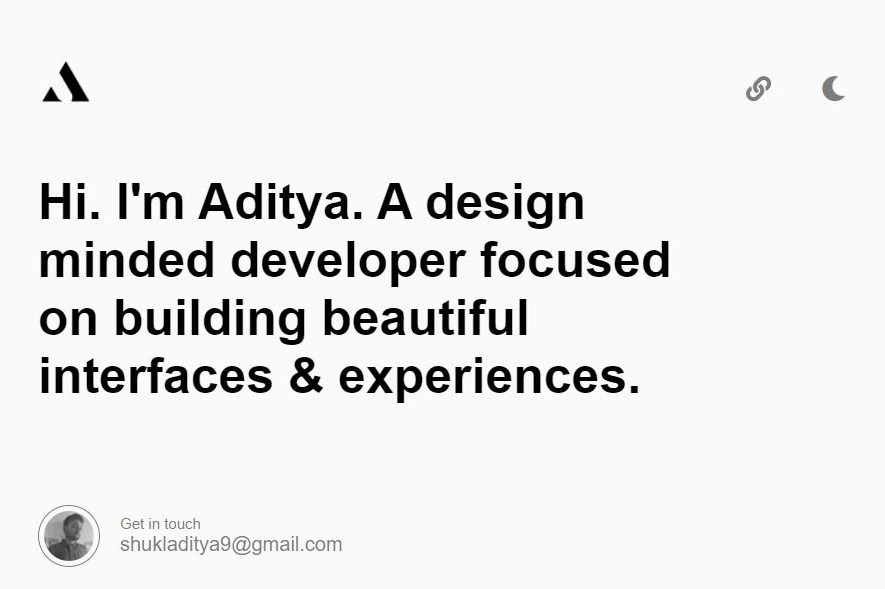 Hi. I'm Aditya. A design
minded developer focused
on building beautiful
interfaces & experiences.
Get in touch
shukladitya9@gmail.com